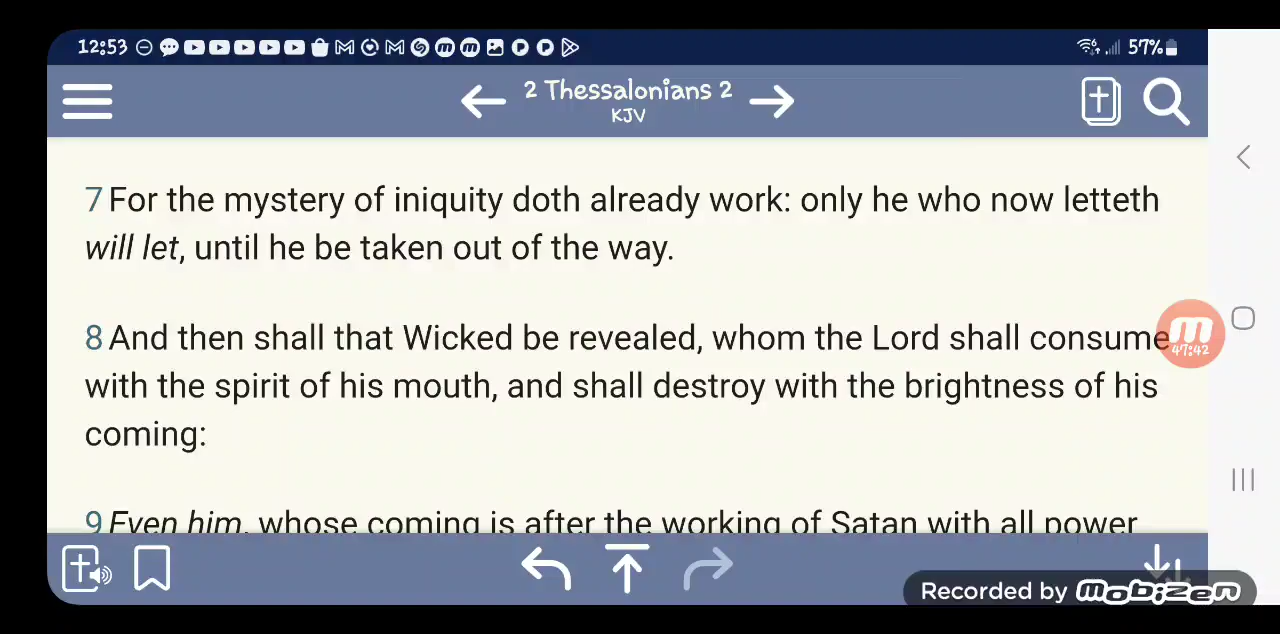 12:53 57%
2 Thessalonians 2
KJV
7 For the mystery of iniquity doth already work: only he who now letteth
will let, until he be taken out of the way.
8 And then shall that Wicked be revealed, whom the Lord shall consume
47:42
with the spirit of his mouth, and shall destroy with the brightness of his
coming:
9 Even him, whose coming is after the working of Satan with all power
Recorded by Mobizen